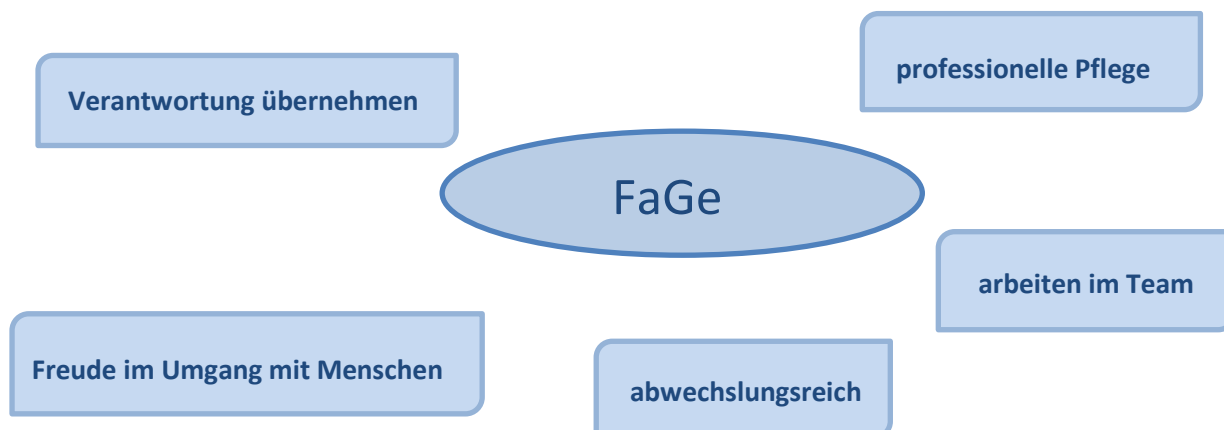 professionelle Pflege
Verantwortung übernehmen
FaGe
arbeiten im Team
Freude im Umgang mit Menschen
abwechslungsreich